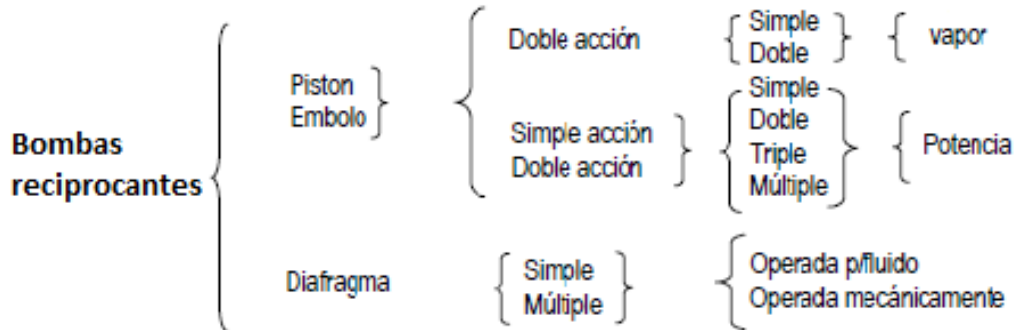 Bombas
reciprocantes
Piston
Embolo
Doble acción
Simple
Doble
vapor
Simple acción
Doble acción
Simple
Doble
Triple
Múltiple
Potencia
Diafragma
Simple
Múltiple
Operada p/fluido
Operada mecánicamente